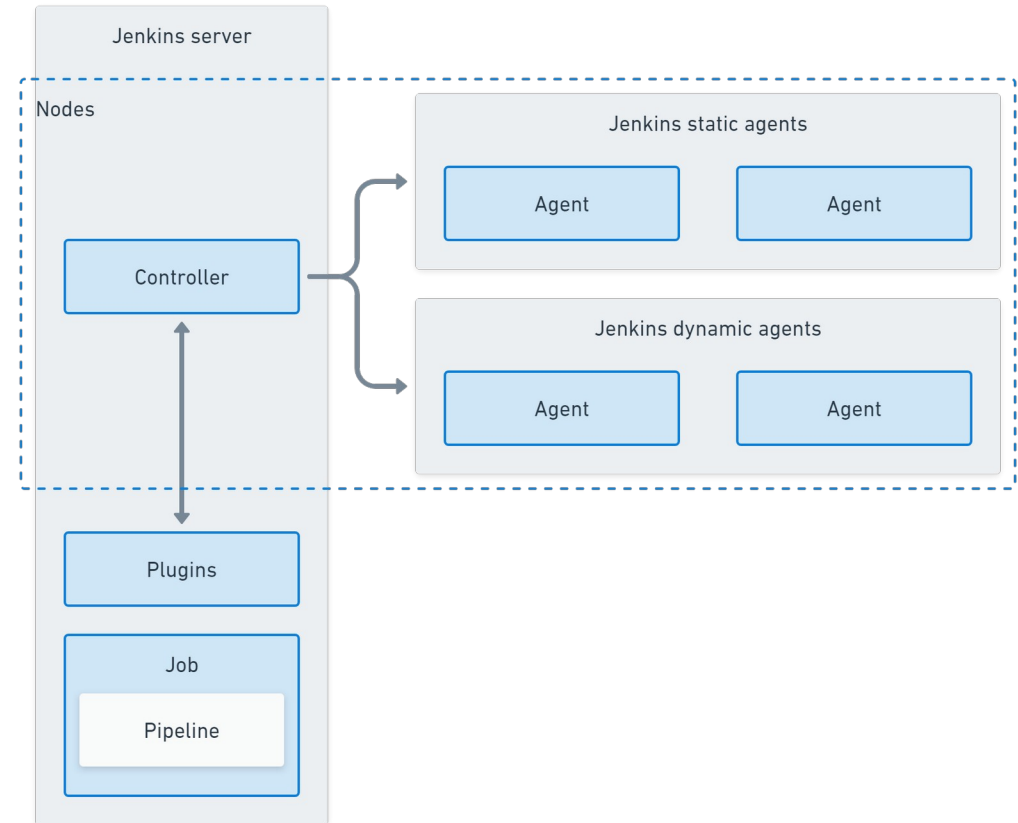 Jenkins server
Nodes
Jenkins static agents
Agent
Agent
Controller
Jenkins dynamic agents
Agent
Agent
Plugins
Job
Pipeline